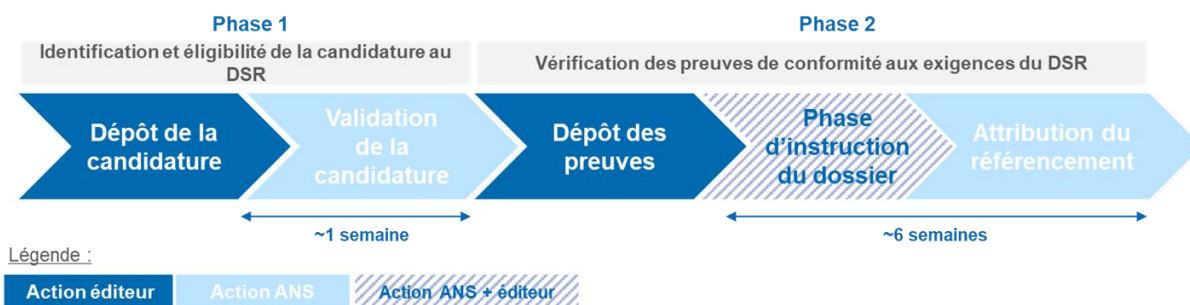 Phase 1
Phase 2
Identification et éligibilité de la candidature au
DSR
Vérification des preuves de conformité aux exigences du DSR
Dépôt de la
candidature
Validation
de la
candidature
Dépôt des
preuves
Phase
d'instruction
du dossier
Attribution du
référencement
~1 semaine
~6 semaines
Légende :
Action éditeur
Action ANS
Action ANS + éditeur